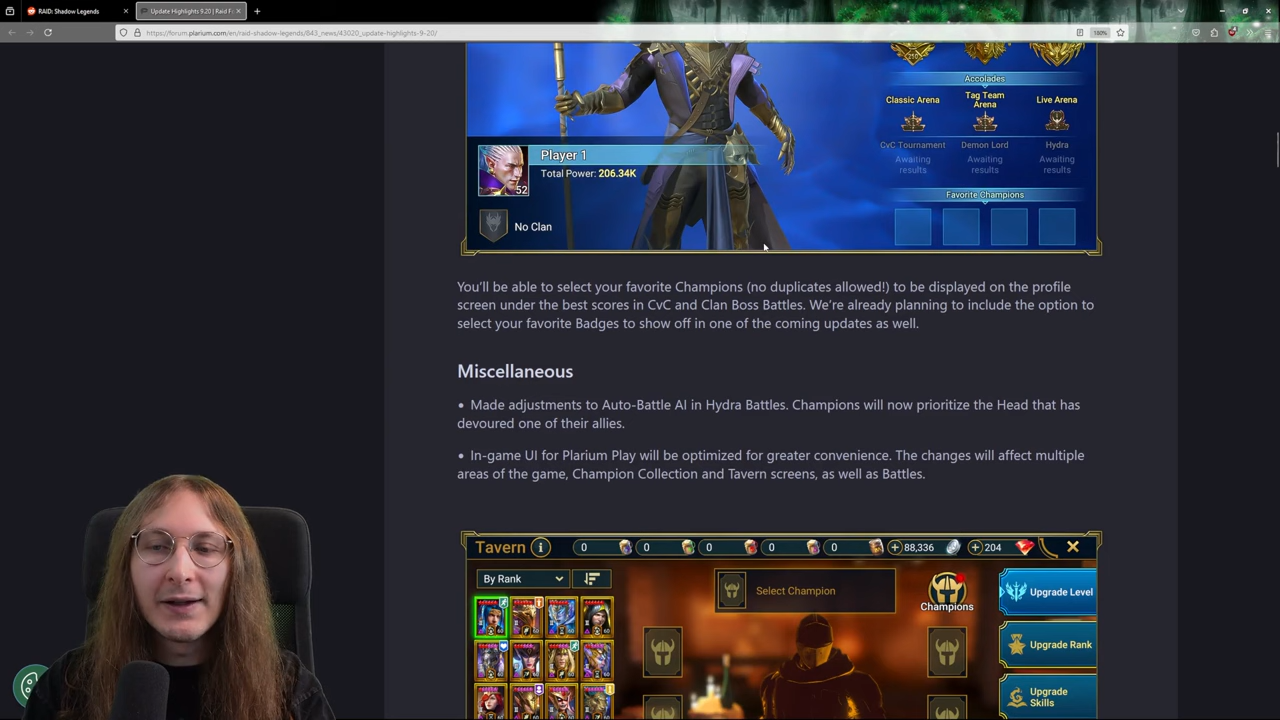 RAID: Shadow Legends
Update Highlights 9.20 | Raid F
https://forum.plarium.com/en/raid-shadow-legends/843_news/43020_update-highlights-9-20/
180%
Accolades
Classic Arena
Tag Team Arena
Live Arena
CvC Tournament
Demon Lord
Hydra
Awaiting results
Awaiting results
Awaiting results
Favorite Champions
Player 1
Total Power: 206.34K
52
No Clan
You'll be able to select your favorite Champions (no duplicates allowed!) to be displayed on the profile
screen under the best scores in CvC and Clan Boss Battles. We're already planning to include the option to
select your favorite Badges to show off in one of the coming updates as well.
Miscellaneous
• Made adjustments to Auto-Battle AI in Hydra Battles. Champions will now prioritize the Head that has
devoured one of their allies.
• In-game UI for Plarium Play will be optimized for greater convenience. The changes will affect multiple
areas of the game, Champion Collection and Tavern screens, as well as Battles.
Tavern
0 0 0 0 0 88,336 204
By Rank
Select Champion
Champions
Upgrade Level
Upgrade Rank
Upgrade
Skills